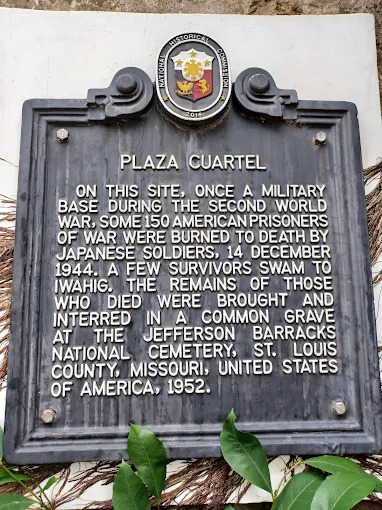 NATIONAL HISTORICAL COMMISSION
2016
PLAZA CUARTEL
ON THIS SITE, ONCE A MILITARY
BASE DURING THE SECOND WORLD
WAR, SOME 150 AMERICAN PRISONERS
OF WAR WERE BURNED TO DEATH BY
JAPANESE SOLDIERS, 14 DECEMBER
1944. A FEW SURVIVORS SWAM TO
IWAHIG. THE REMAINS OF THOSE
WHO DIED WERE BROUGHT AND
INTERRED IN A COMMON GRAVE
AT THE JEFFERSON BARRACKS
NATIONAL CEMETERY, ST. LOUIS
COUNTY, MISSOURI, UNITED STATES
OF AMERICA, 1952.